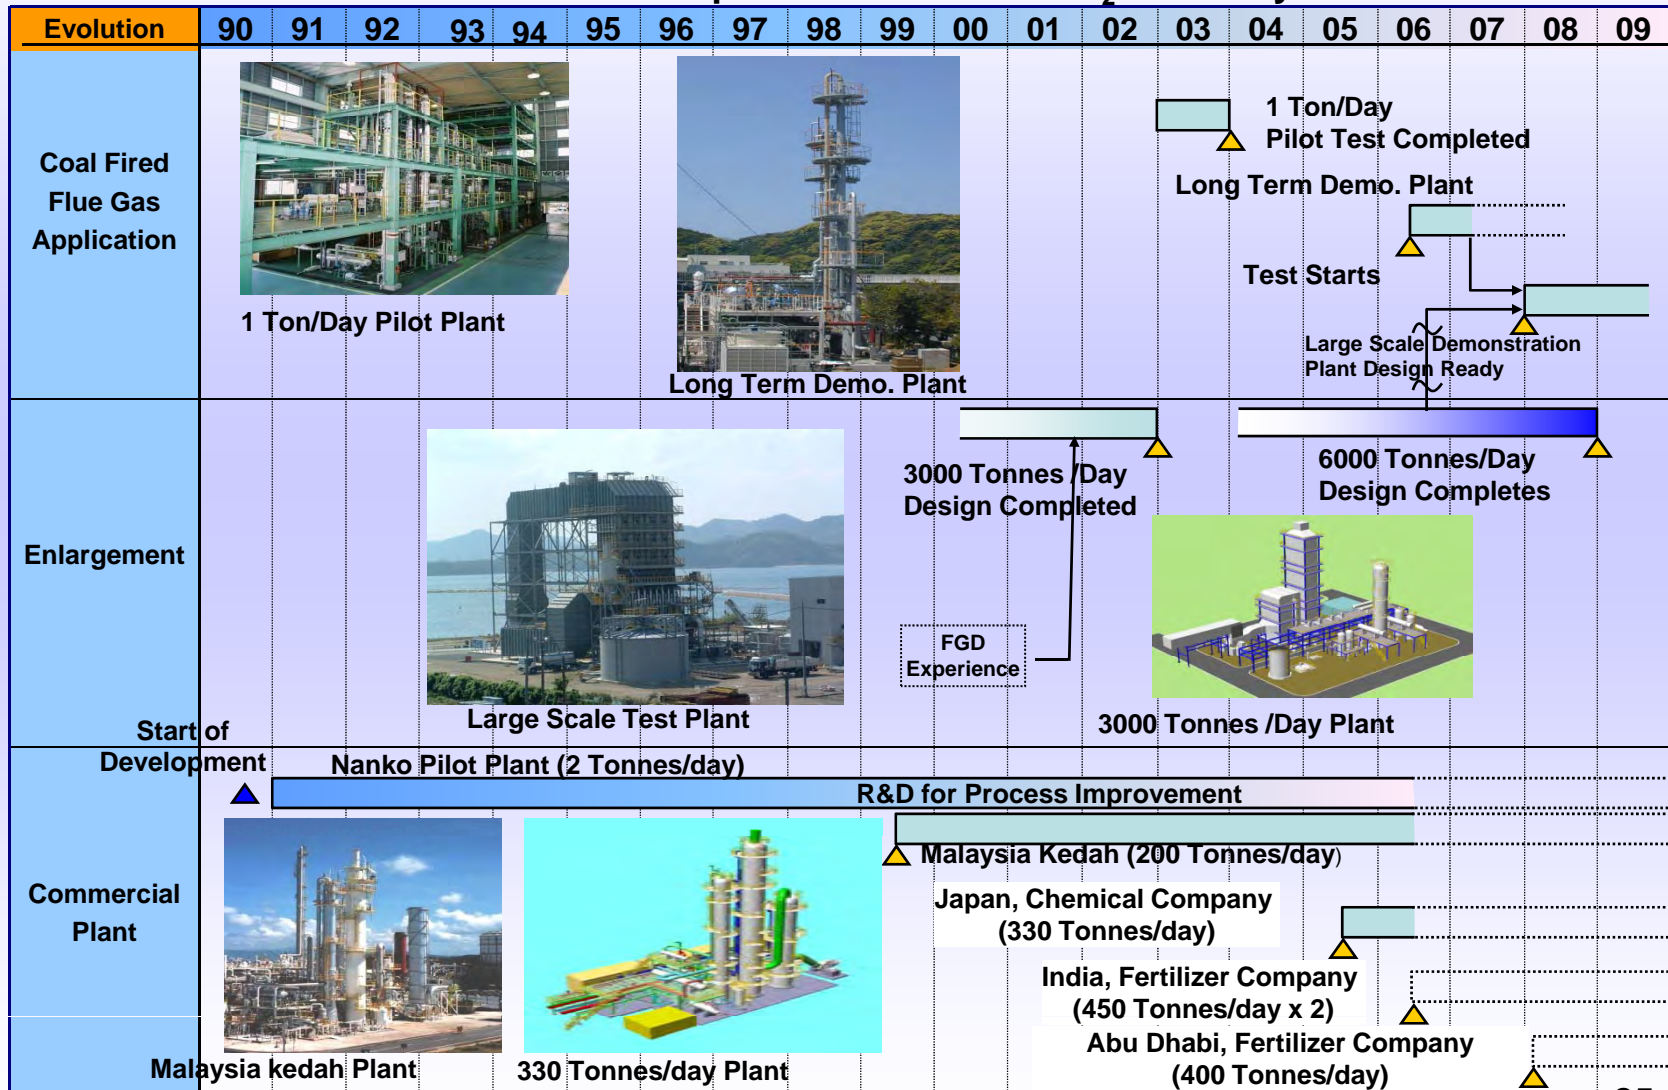 Evolution 90 91 92 93 94 95 96 97 98 99 00 01 02 03 04 05 06 07 08 09
Coal Fired
Flue Gas
Application
1 Ton/Day Pilot Plant
Long Term Demo. Plant
1 Ton/Day
Pilot Test Completed
Long Term Demo. Plant
Test Starts
Large Scale Demonstration
Plant Design Ready
Enlargement
Large Scale Test Plant
3000 Tonnes /Day
Design Completed
FGD
Experience
6000 Tonnes/Day
Design Completes
3000 Tonnes /Day Plant
Start of
Development
Commercial
Plant
Nanko Pilot Plant (2 Tonnes/day)
R&D for Process Improvement
Malaysia Kedah (200 Tonnes/day)
Japan, Chemical Company
(330 Tonnes/day)
India, Fertilizer Company
(450 Tonnes/day x 2)
Abu Dhabi, Fertilizer Company
(400 Tonnes/day)
Malaysia kedah Plant
330 Tonnes/day Plant